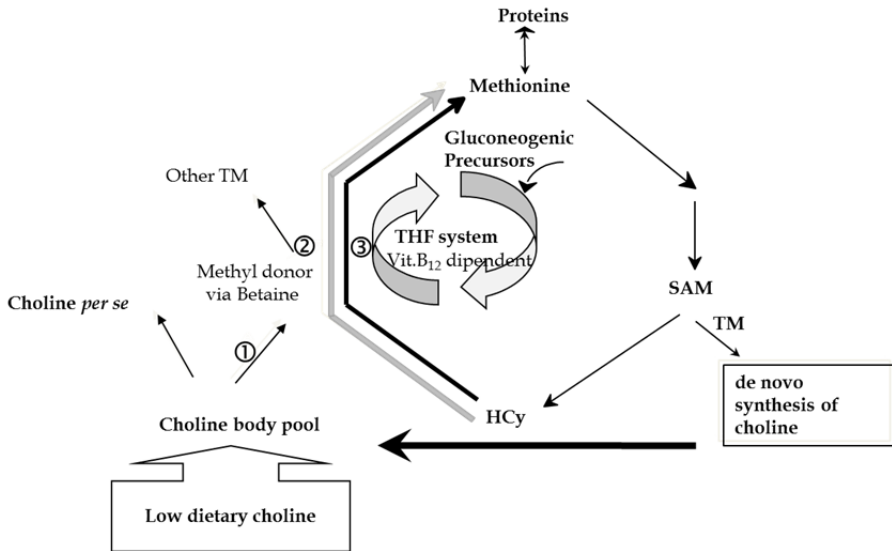 Proteins
Methionine
Gluconeogenic
Precursors
Other TM
②
③
THF system
Vit.B₁₂ dipendent
Methyl donor
via Betaine
SAM
Choline per se
TM
①
de novo
synthesis of
choline
HCy
Choline body pool
Low dietary choline